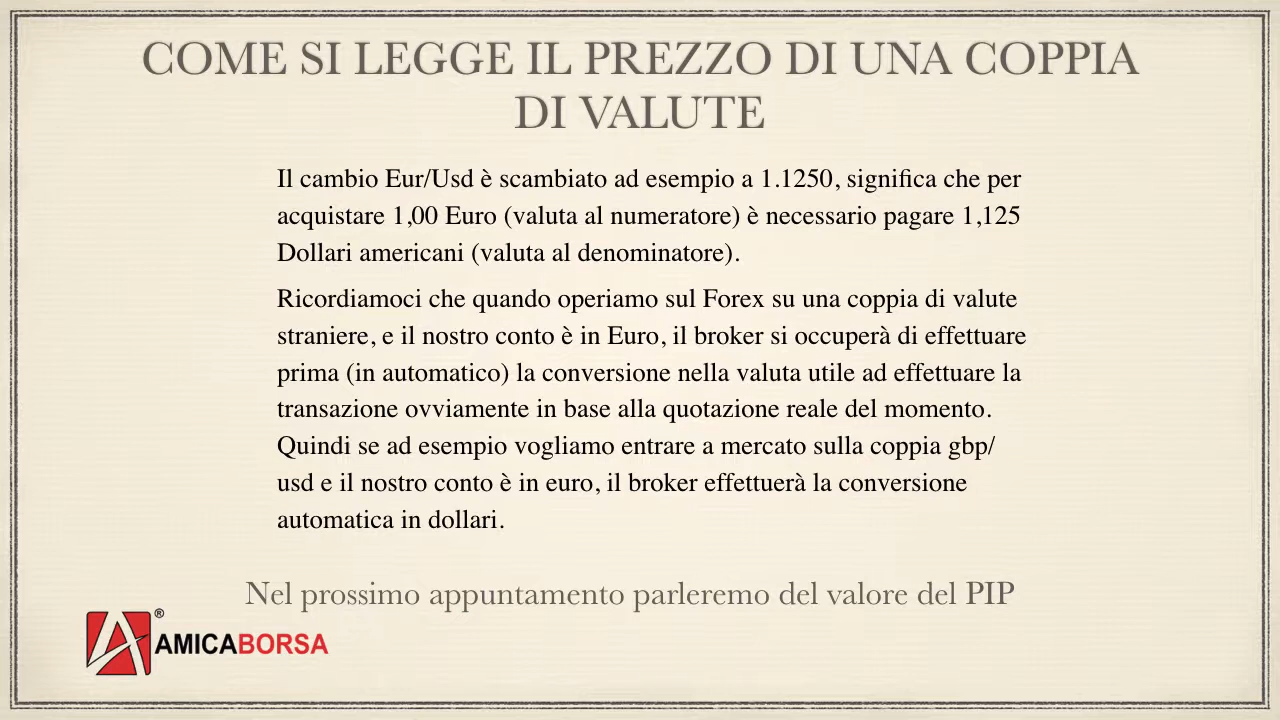 COME SI LEGGE IL PREZZO DI UNA COPPIA
DI VALUTE
Il cambio Eur/Usd è scambiato ad esempio a 1.1250, significa che per
acquistare 1,00 Euro (valuta al numeratore) è necessario pagare 1,125
Dollari americani (valuta al denominatore).
Ricordiamoci che quando operiamo sul Forex su una coppia di valute
straniere, e il nostro conto è in Euro, il broker si occuperà di effettuare
prima (in automatico) la conversione nella valuta utile ad effettuare la
transazione ovviamente in base alla quotazione reale del momento.
Quindi se ad esempio vogliamo entrare a mercato sulla coppia gbp/
usd e il nostro conto è in euro, il broker effettuerà la conversione
automatica in dollari.
Nel prossimo appuntamento parleremo del valore del PIP
®
AMICABORSA